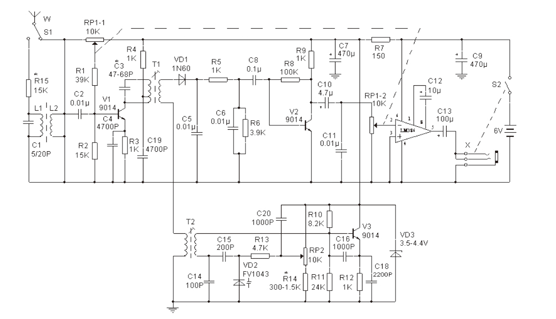 W
S1
RP1-1
10K
R15
15K
L1 L2
C1
5/20P
R1
39K
C2
0.01μ
R2
15K
C3
47-68P
V1
9014
C4
4700P
R3
1K
R4
1K
T1
C19
4700P
VD1
1N60
R5
1K
C5
0.01μ
C6
0.01μ
R6
3.9K
C8
0.1μ
R8
100K
R9
1K
V2
9014
C7
470μ
C10
4.7μ
C11
0.01μ
RP1-2
10K
R7
150
C12
10μ
C13
100μ
C9
470μ
S2
6V
X
T2
C14
100P
C15
200P
VD2
FV1043
R13
4.7K
C20
1000P
R10
8.2K
RP2
10K
R14
300-1.5K
R11
24K
C16
1000P
R12
1K
V3
9014
C18
2200P
VD3
3.5-4.4V